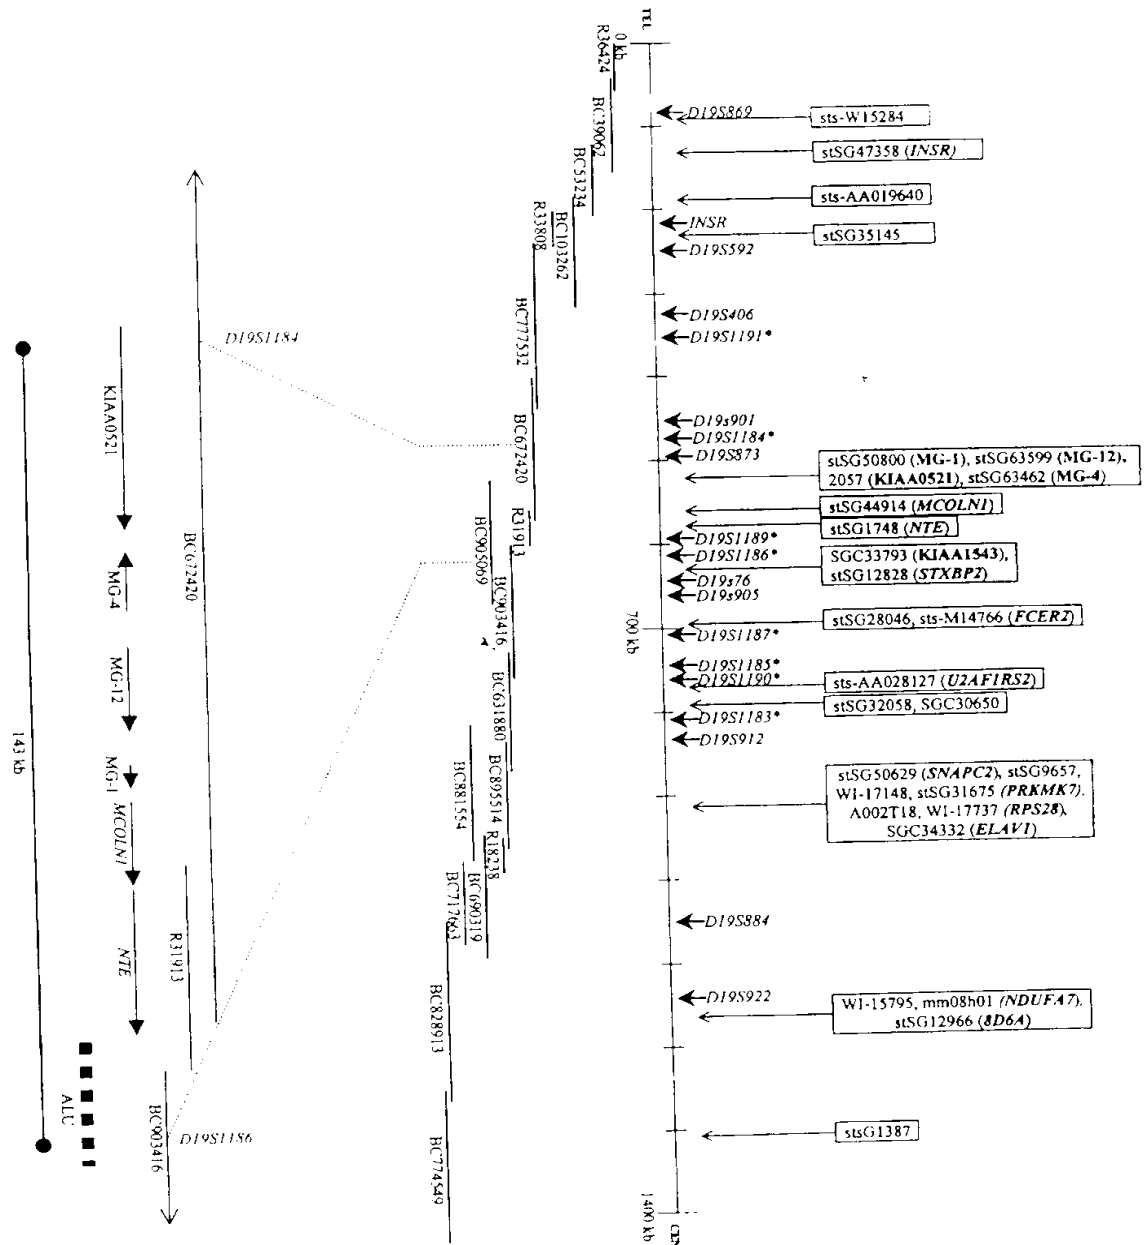 TEL
0 kb
R36424
BC39062
BC53234
BC103262
R33808
BC777532
BC672420
R31913
BC905069
BC903416
BC631880
BC895514
BC881554
R18238
BC690319
BC717663
BC828913
BC774549
D19S869
INSR
D19S592
D19S406
D19S1191*
D19s901
D19S1184*
D19S873
D19S1189*
D19S1186*
D19s76
D19s905
700 kb
D19S1187*
D19S1185*
D19S1190*
D19S1183*
D19S912
D19S884
D19S922
1400 kb
CEN
sts-W15284
stSG47358 (INSR)
sts-AA019640
stSG35145
stSG50800 (MG-1), stSG63599 (MG-12),
2057 (KIAA0521), stSG63462 (MG-4)
stSG44914 (MCOLN1)
stSG1748 (NTE)
SGC33793 (KIAA1543),
stSG12828 (STXBP2)
stSG28046, sts-M14766 (FCER2)
sts-AA028127 (U2AF1RS2)
stSG32058, SGC30650
stSG50629 (SNAPC2), stSG9657,
WI-17148, stSG31675 (PRKMK7),
A002T18, WI-17737 (RPS28),
SGC34332 (ELAVI)
WI-15795, mm08h01 (NDUFA7),
stSG12966 (8D6A)
stsG1387
D19S1184
BC672420
R31913
BC903416
D19S1186
KIAA0521
MG-4
MG-12
MG-1
MCOLN1
NTE
ALU
143 kb